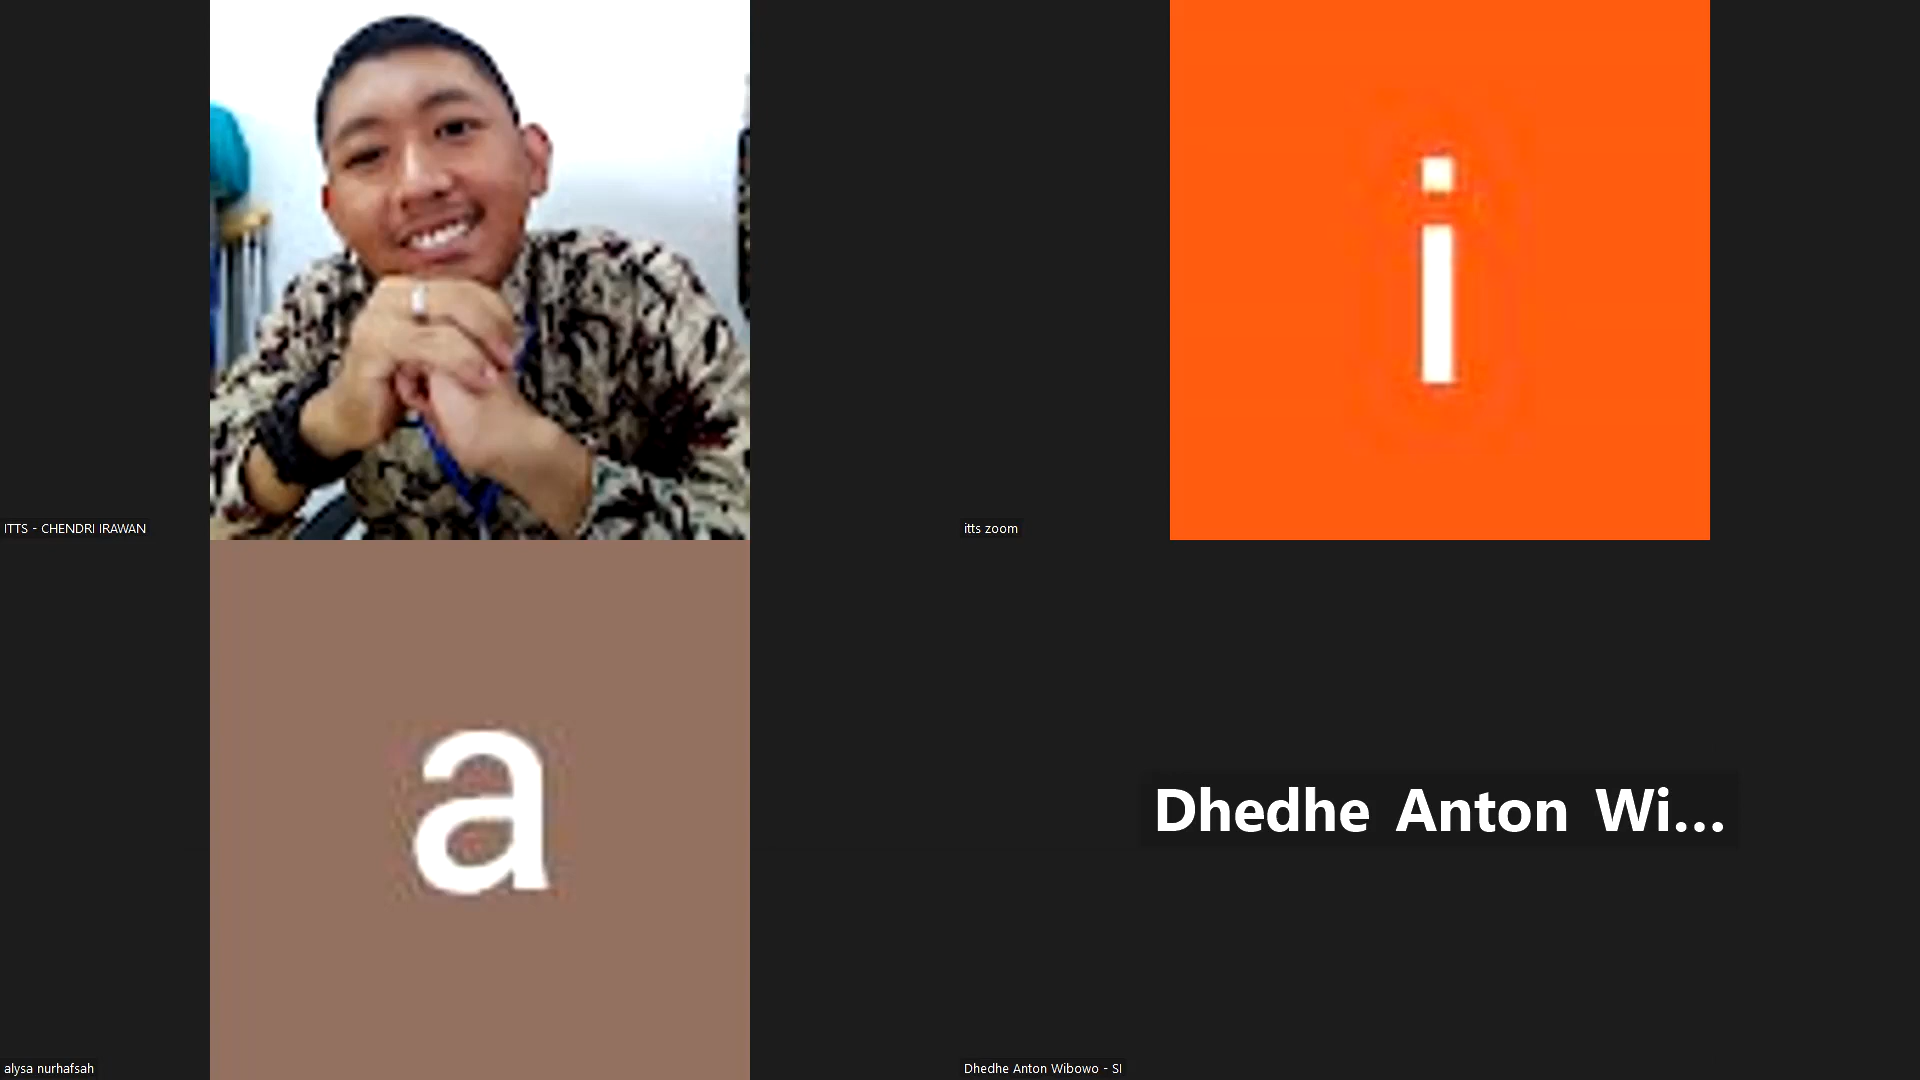 ITTS - CHENDRI IRAWAN
i
itts zoom
a
alysa nurhafsah
Dhedhe Anton Wi...
Dhedhe Anton Wibowo - SI